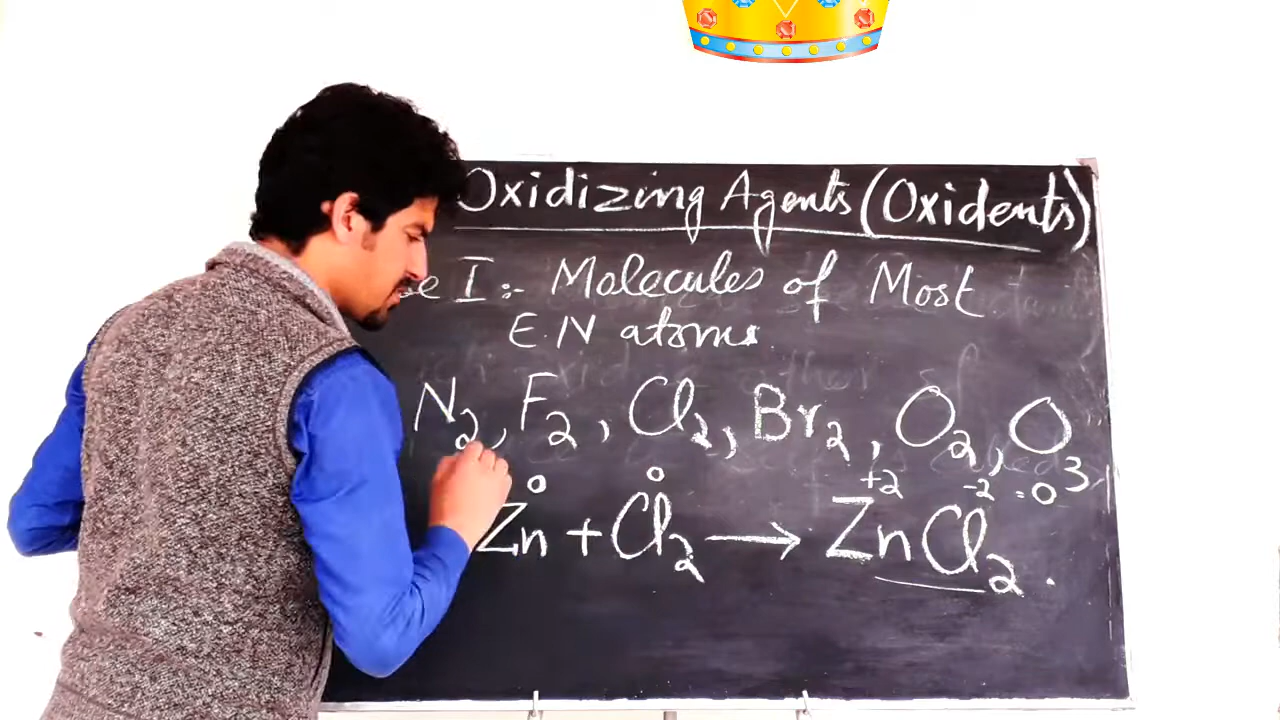 Oxidizing Agents (Oxidents)
I :- Molecules of Most
E.N atoms
N2, F2, Cl2, Br2, O2, O3
0 0 +2 -2 =0
Zn + Cl2 → ZnCl2.